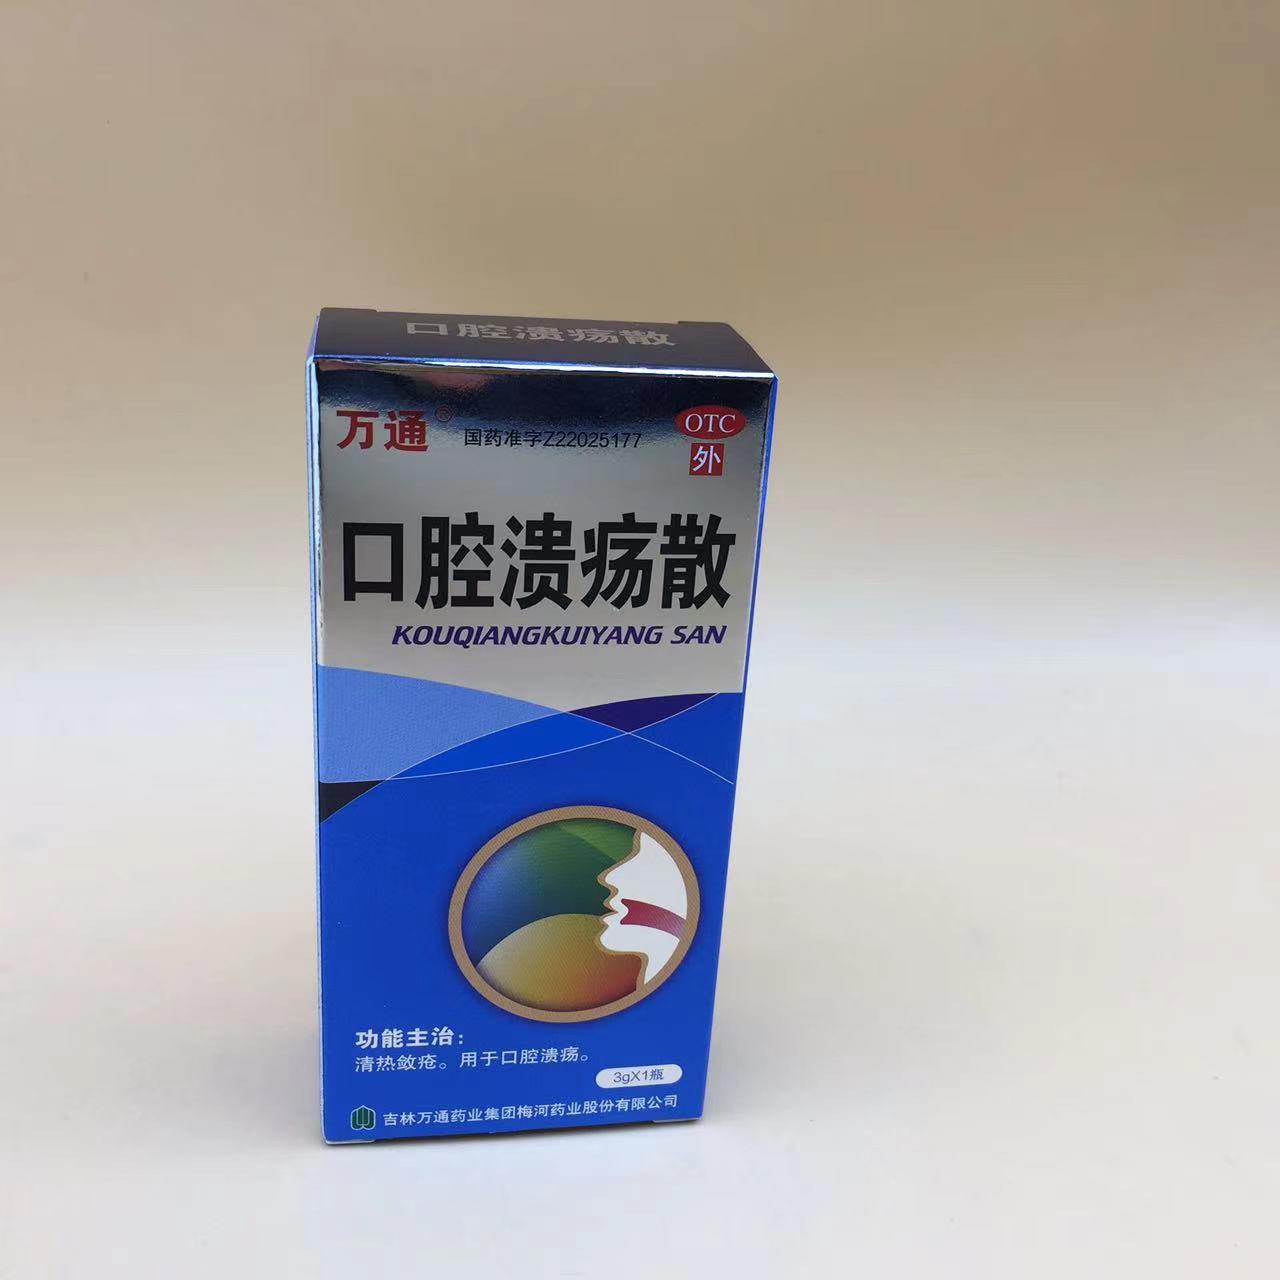 口腔溃疡散
万通®
国药准字Z22025177
OTC
外
口腔溃疡散
KOUQIANGKUIYANG SAN
功能主治：
清热敛疮。用于口腔溃疡。
3gX1瓶
吉林万通药业集团梅河药业股份有限公司